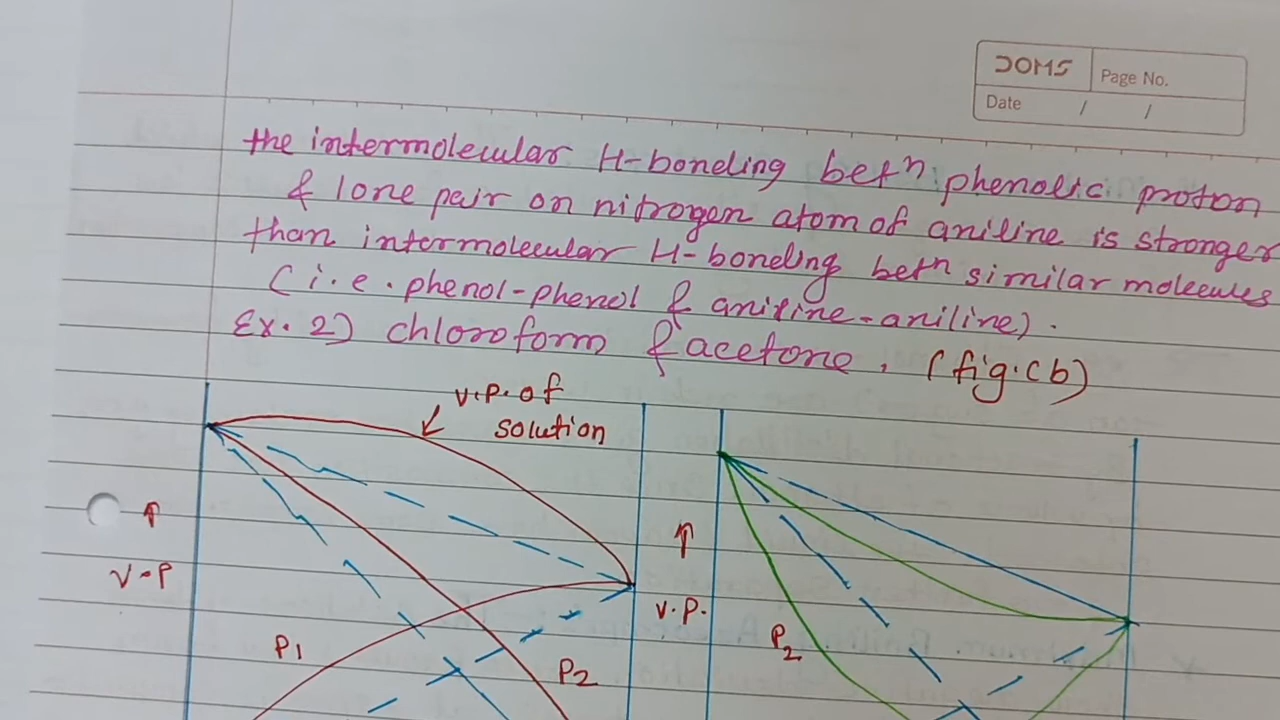 DOMS
Page No.
Date / /
the intermolecular H-bonding betn phenolic proton
& lone pair on nitrogen atom of aniline is stronger
than intermolecular H-bonding betn similar molecules
(i.e. phenol-phenol & aniline-aniline).
Ex. 2) chloroform & acetone. (fig.(b)
v.p. of
solution
V.P
P1
P2
v.p.
P2